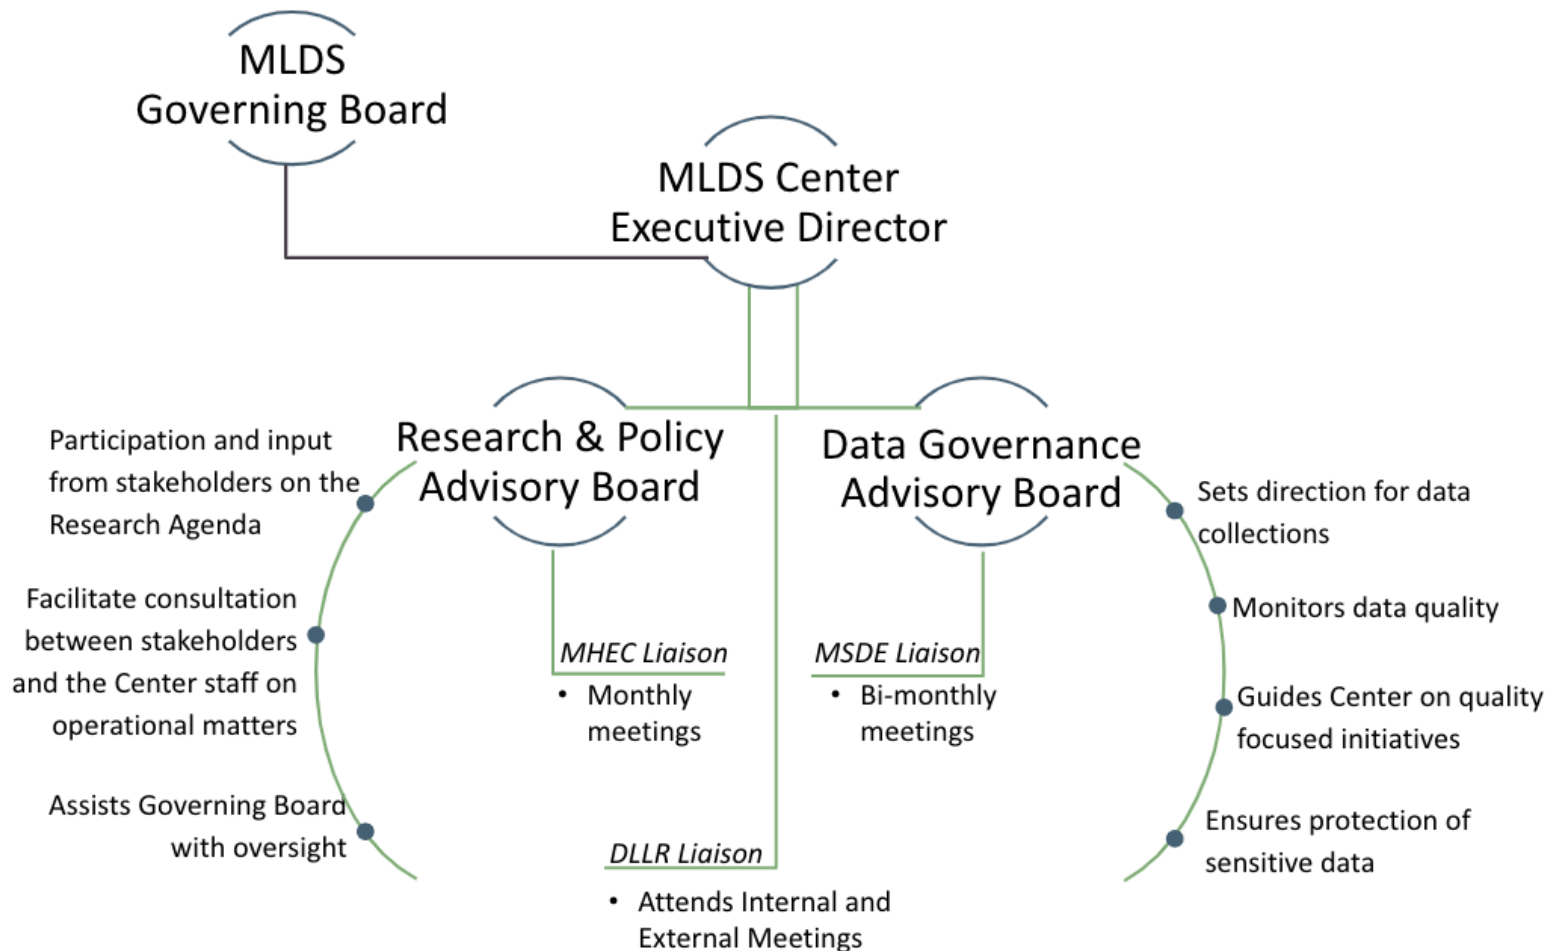 MLDS
Governing Board
MLDS Center
Executive Director
Research & Policy
Advisory Board
Data Governance
Advisory Board
Participation and input
from stakeholders on the
Research Agenda
Facilitate consultation
between stakeholders
and the Center staff on
operational matters
Assists Governing Board
with oversight
MHEC Liaison
• Monthly
meetings
MSDE Liaison
• Bi-monthly
meetings
DLLR Liaison
• Attends Internal and
External Meetings
Sets direction for data
collections
Monitors data quality
Guides Center on quality
focused initiatives
Ensures protection of
sensitive data